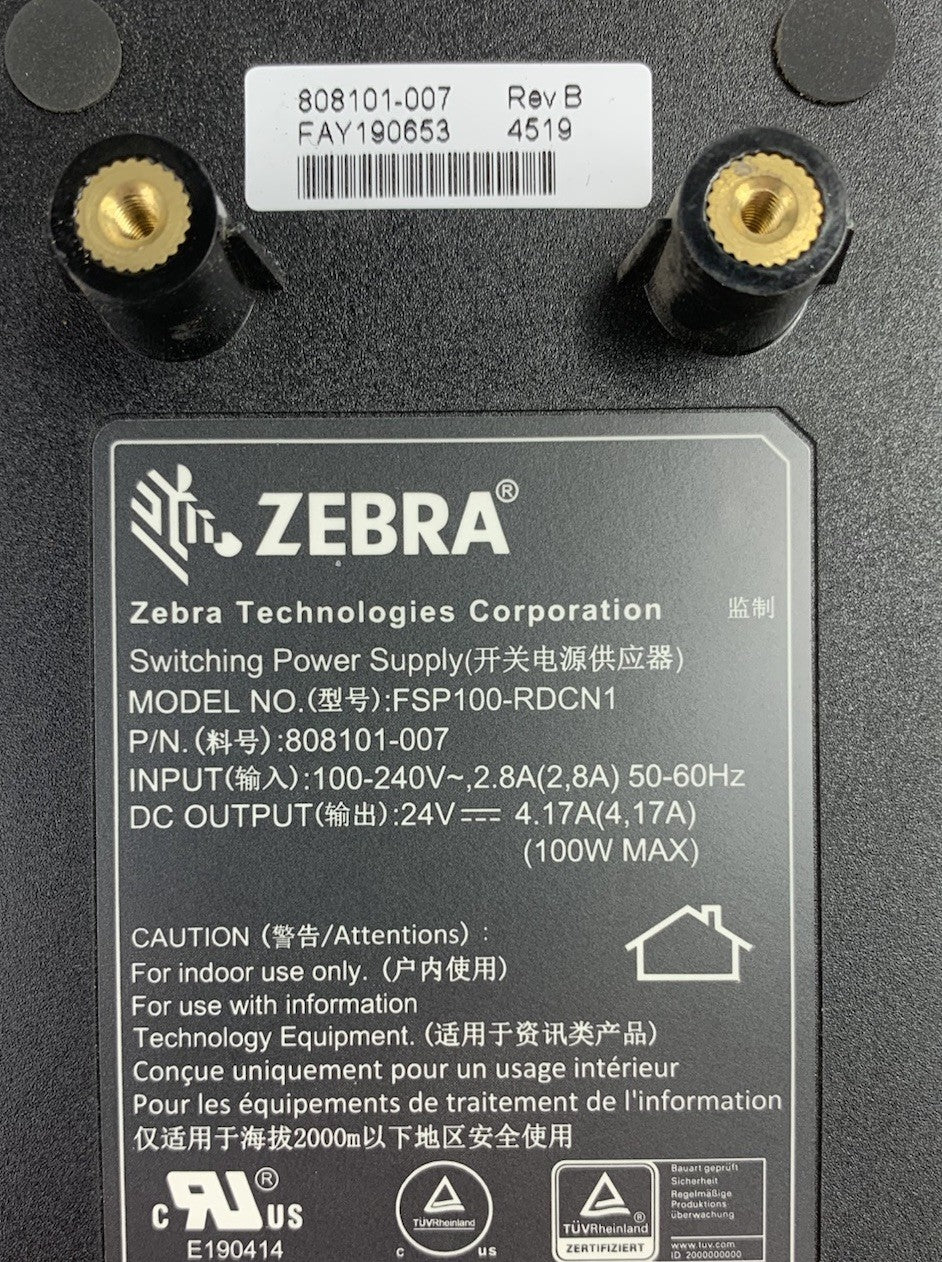 808101-007 Rev B
FAY190653 4519
ZEBRA®
Zebra Technologies Corporation 监制
Switching Power Supply(开关电源供应器)
MODEL NO.(型号):FSP100-RDCN1
P/N.(料号):808101-007
INPUT(输入):100-240V~,2.8A(2,8A) 50-60Hz
DC OUTPUT(输出):24V⎓ 4.17A(4,17A)
(100W MAX)
CAUTION (警告/Attentions) :
For indoor use only. (户内使用)
For use with information
Technology Equipment. (适用于资讯类产品)
Conçue uniquement pour un usage intérieur
Pour les équipements de traitement de l'information
仅适用于海拔2000m以下地区安全使用
c RU® US
E190414
TÜVRheinland
c us
TÜVRheinland®
ZERTIFIZIERT
Bauart geprüft
Sicherheit
Regelmäßige
Produktions
überwachung
www.tuv.com
ID 2000000000